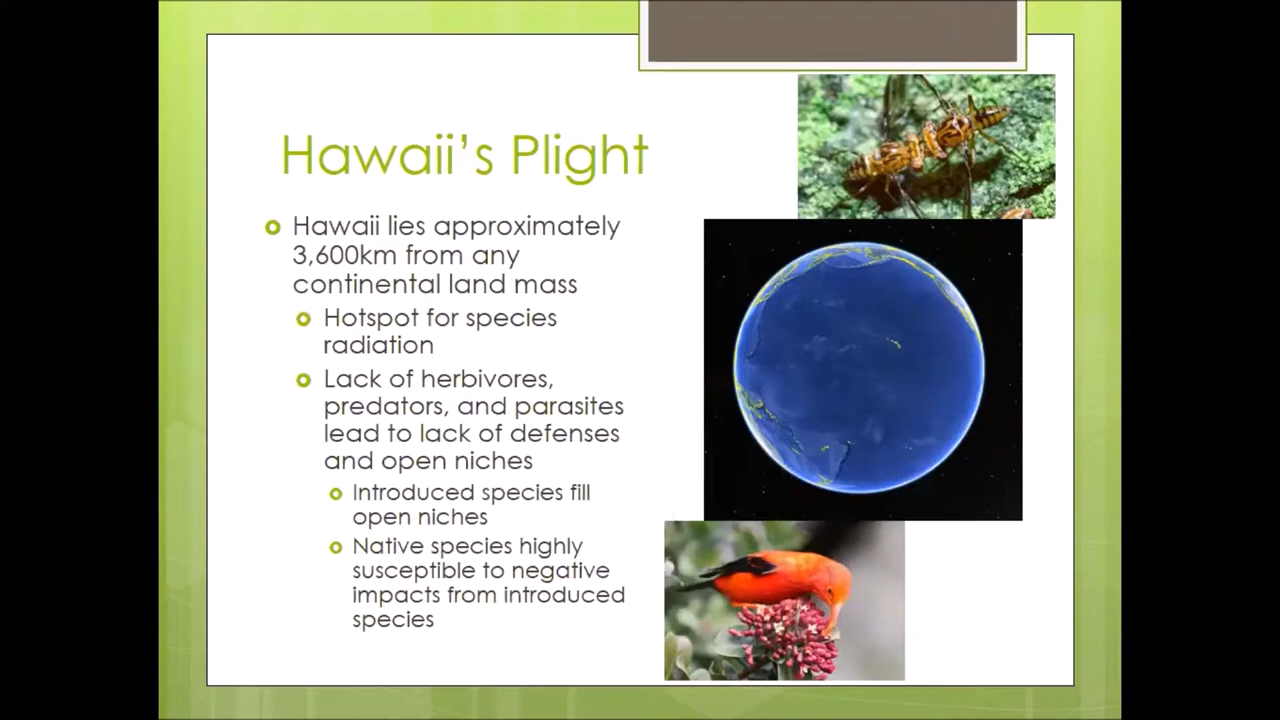 Hawaii's Plight
Hawaii lies approximately
3,600km from any
continental land mass
Hotspot for species
radiation
Lack of herbivores,
predators, and parasites
lead to lack of defenses
and open niches
Introduced species fill
open niches
Native species highly
susceptible to negative
impacts from introduced
species